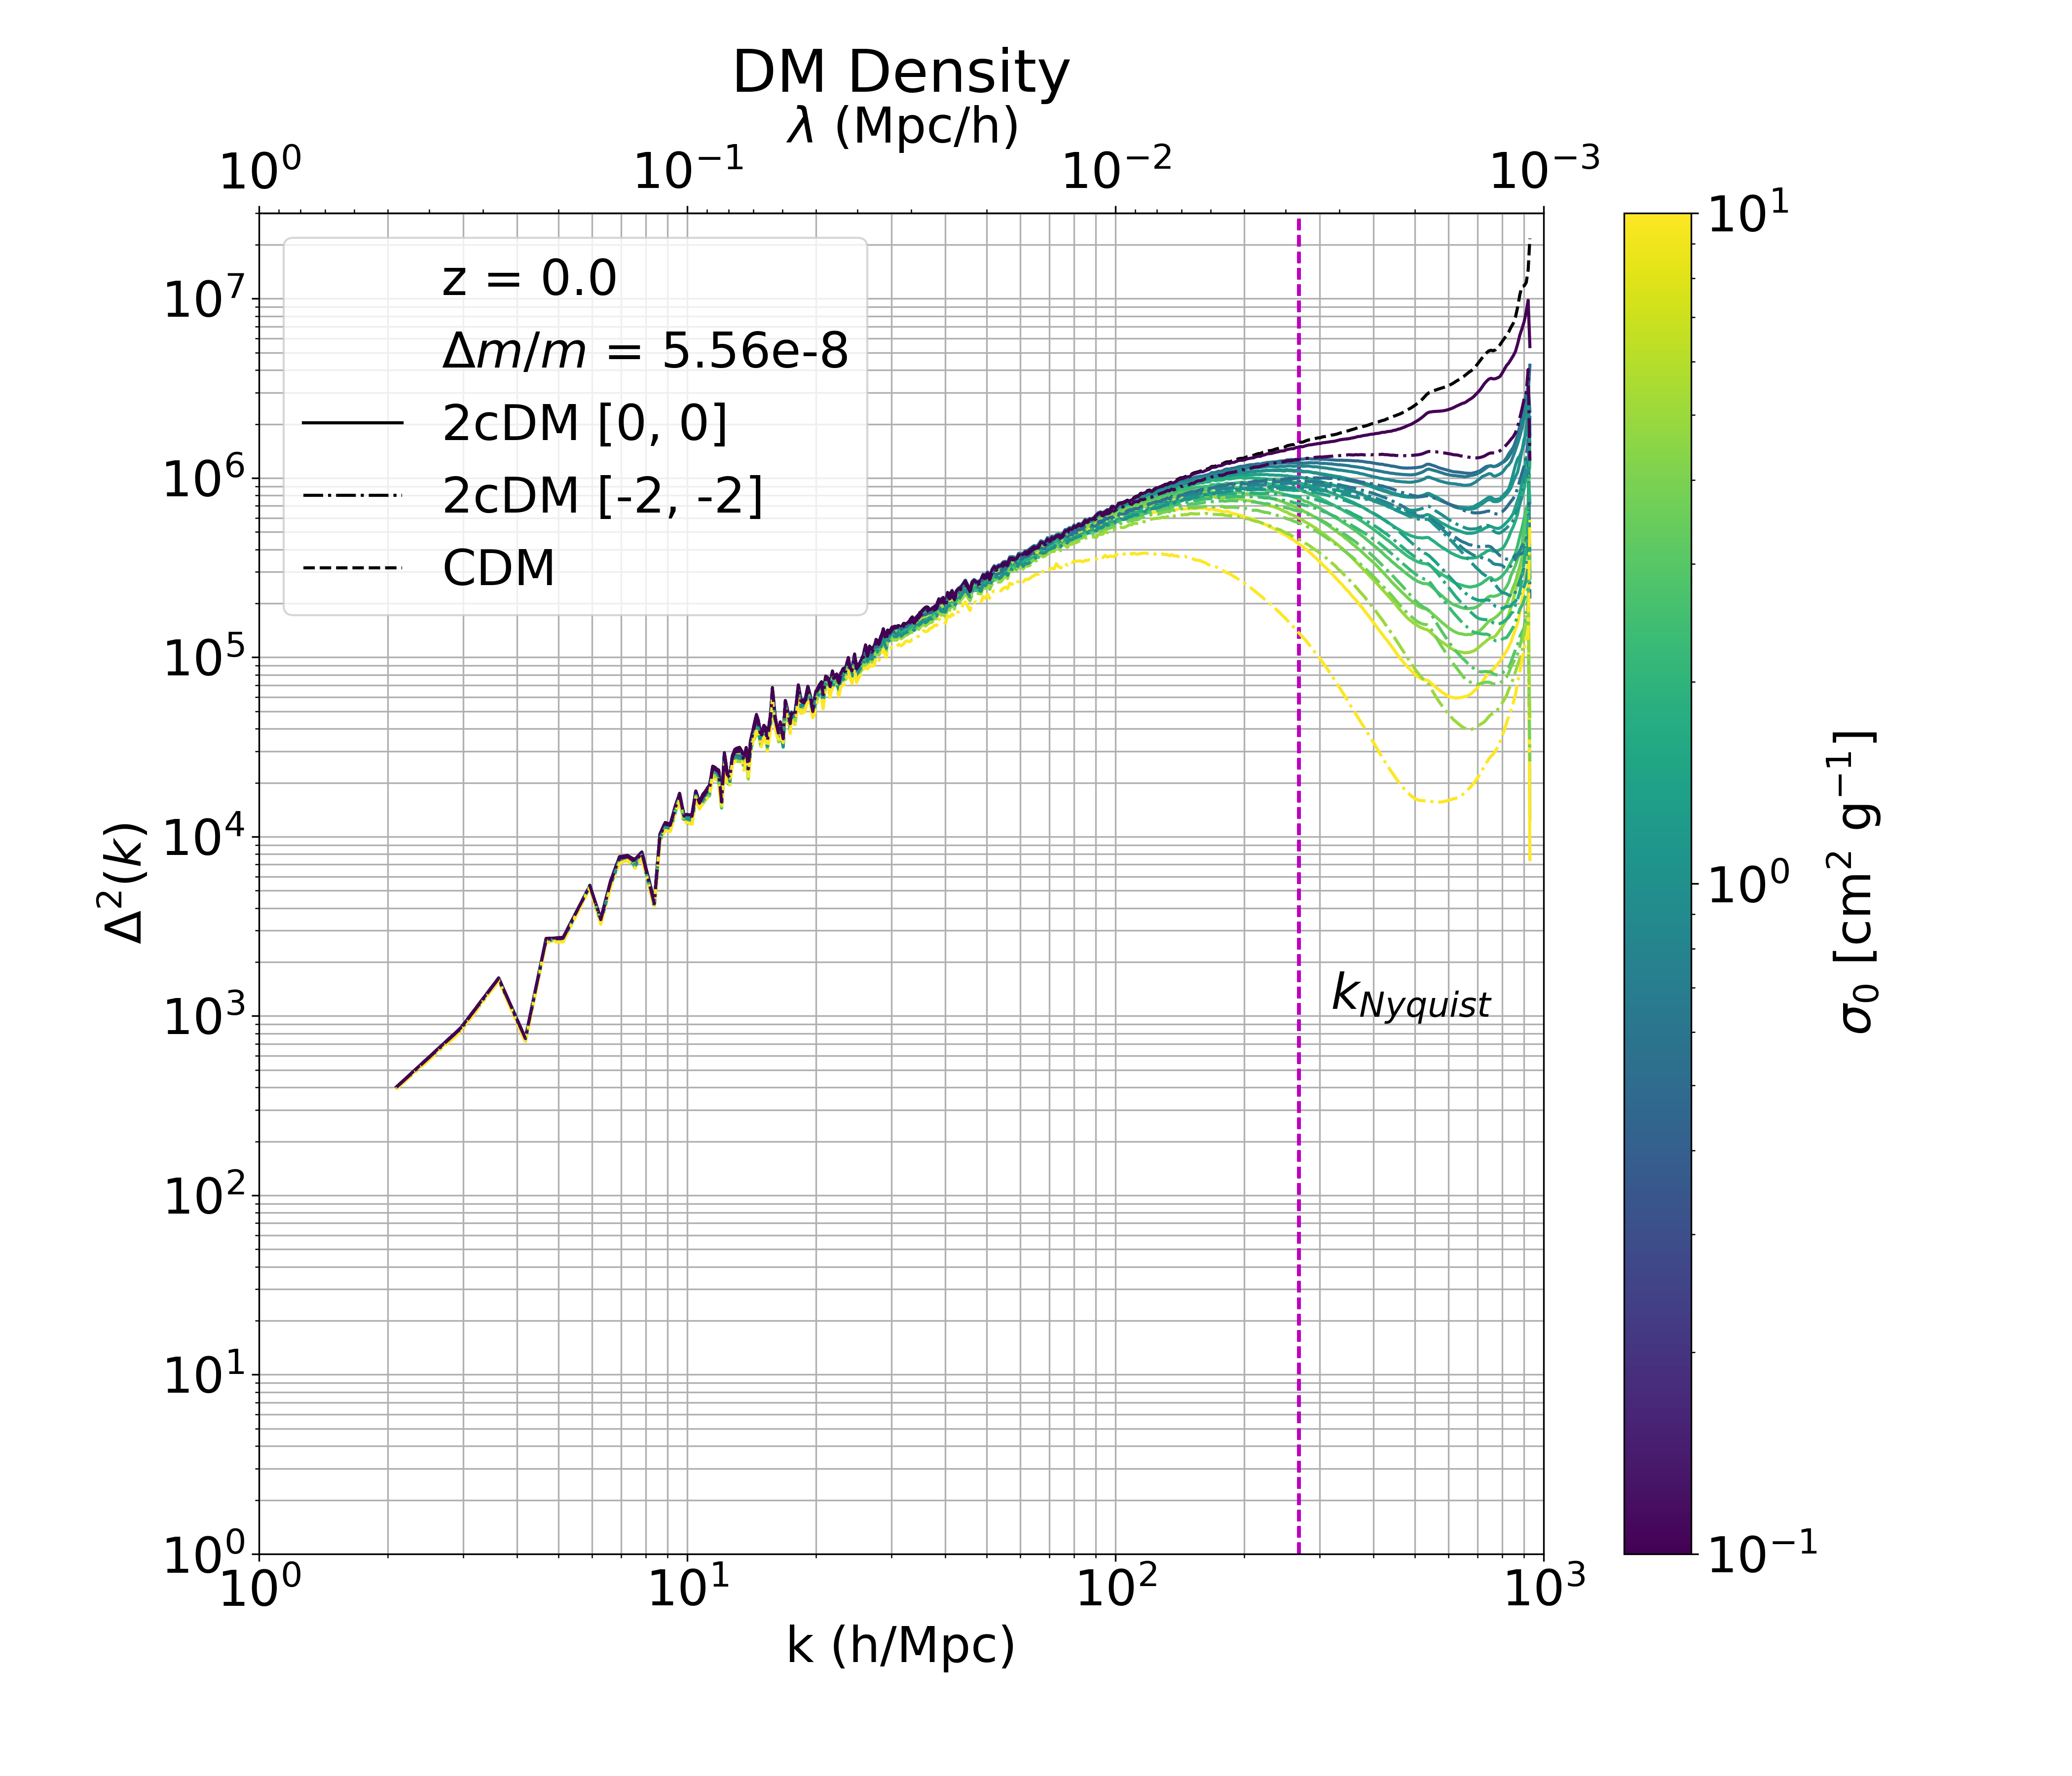 DM Density
λ (Mpc/h)
10⁰ 10⁻¹ 10⁻² 10⁻³
z = 0.0
Δm/m = 5.56e-8
2cDM [0, 0]
2cDM [-2, -2]
CDM
10⁷
10⁶
10⁵
10⁴
10³
10²
10¹
10⁰
Δ²(k)
k_Nyquist
10⁰ 10¹ 10² 10³
k (h/Mpc)
10¹
10⁰
10⁻¹
σ₀ [cm² g⁻¹]